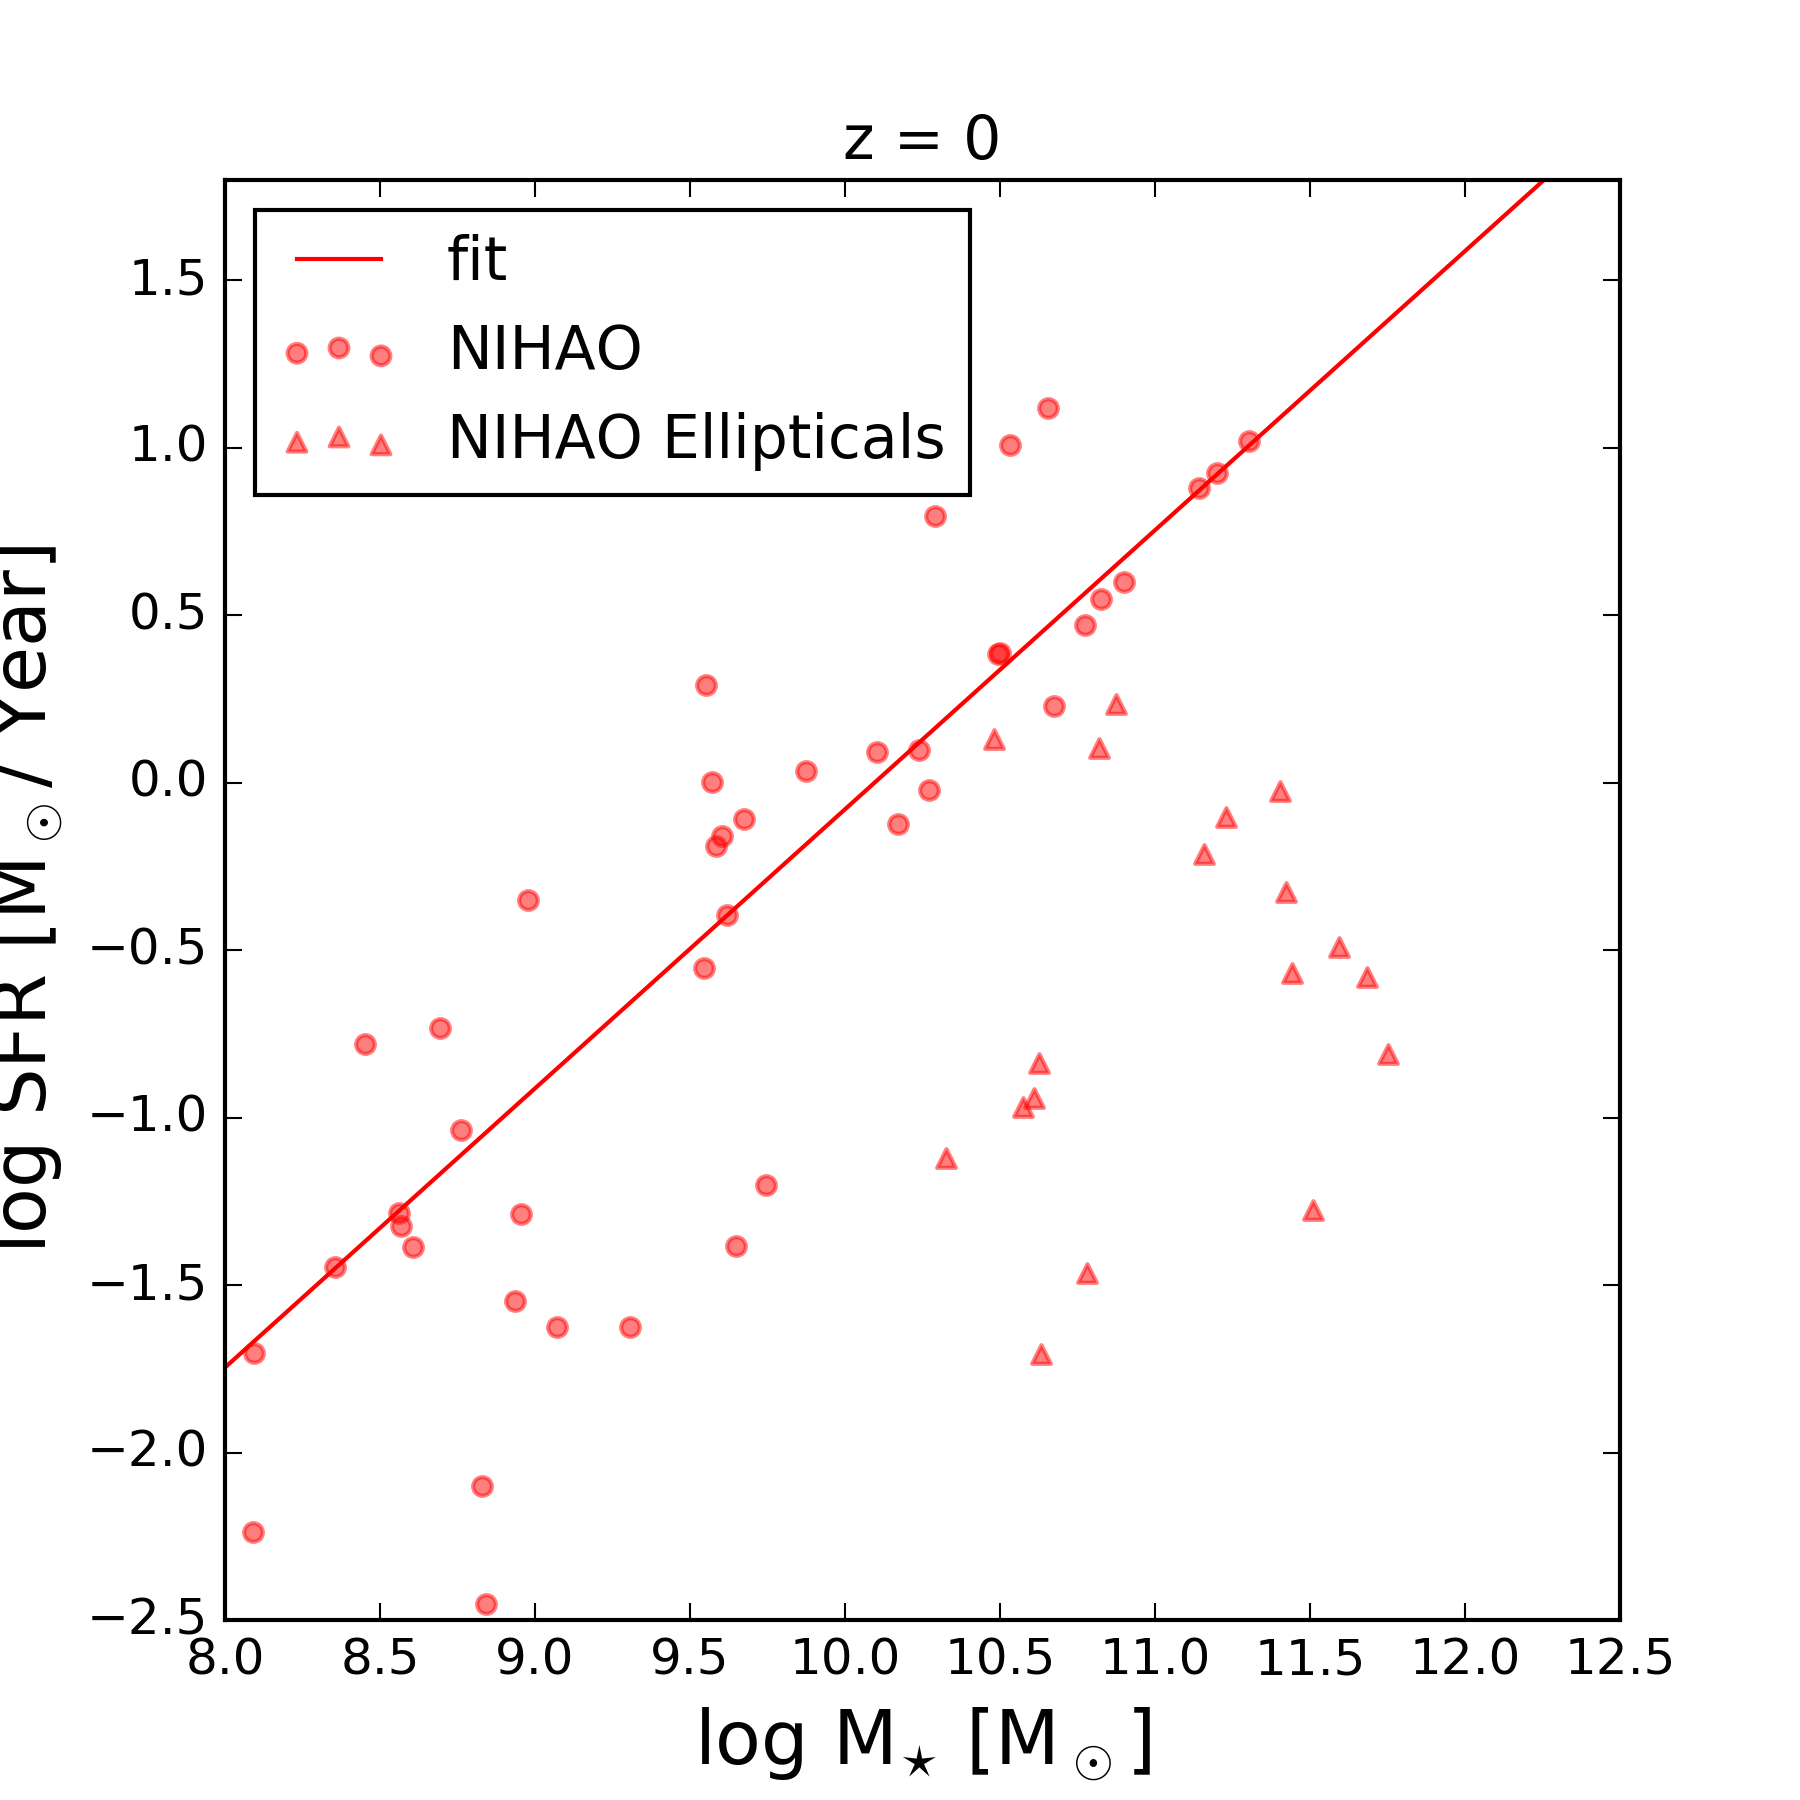 z = 0
fit
NIHAO
NIHAO Ellipticals
1.5
1.0
0.5
0.0
−0.5
−1.0
−1.5
−2.0
−2.5
log SFR [M☉/ Year]
8.0 8.5 9.0 9.5 10.0 10.5 11.0 11.5 12.0 12.5
log M★ [M☉]